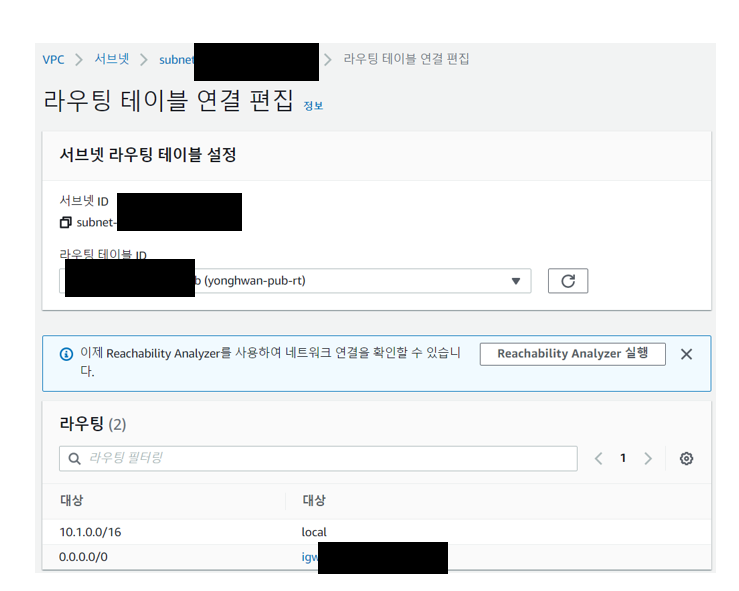 VPC > 서브넷 > subnet > 라우팅 테이블 연결 편집
라우팅 테이블 연결 편집 정보
서브넷 라우팅 테이블 설정
서브넷 ID
subnet-
라우팅 테이블 ID
b (yonghwan-pub-rt)
이제 Reachability Analyzer를 사용하여 네트워크 연결을 확인할 수 있습니
다.
Reachability Analyzer 실행
라우팅 (2)
라우팅 필터링
1
대상 대상
10.1.0.0/16 local
0.0.0.0/0 igw